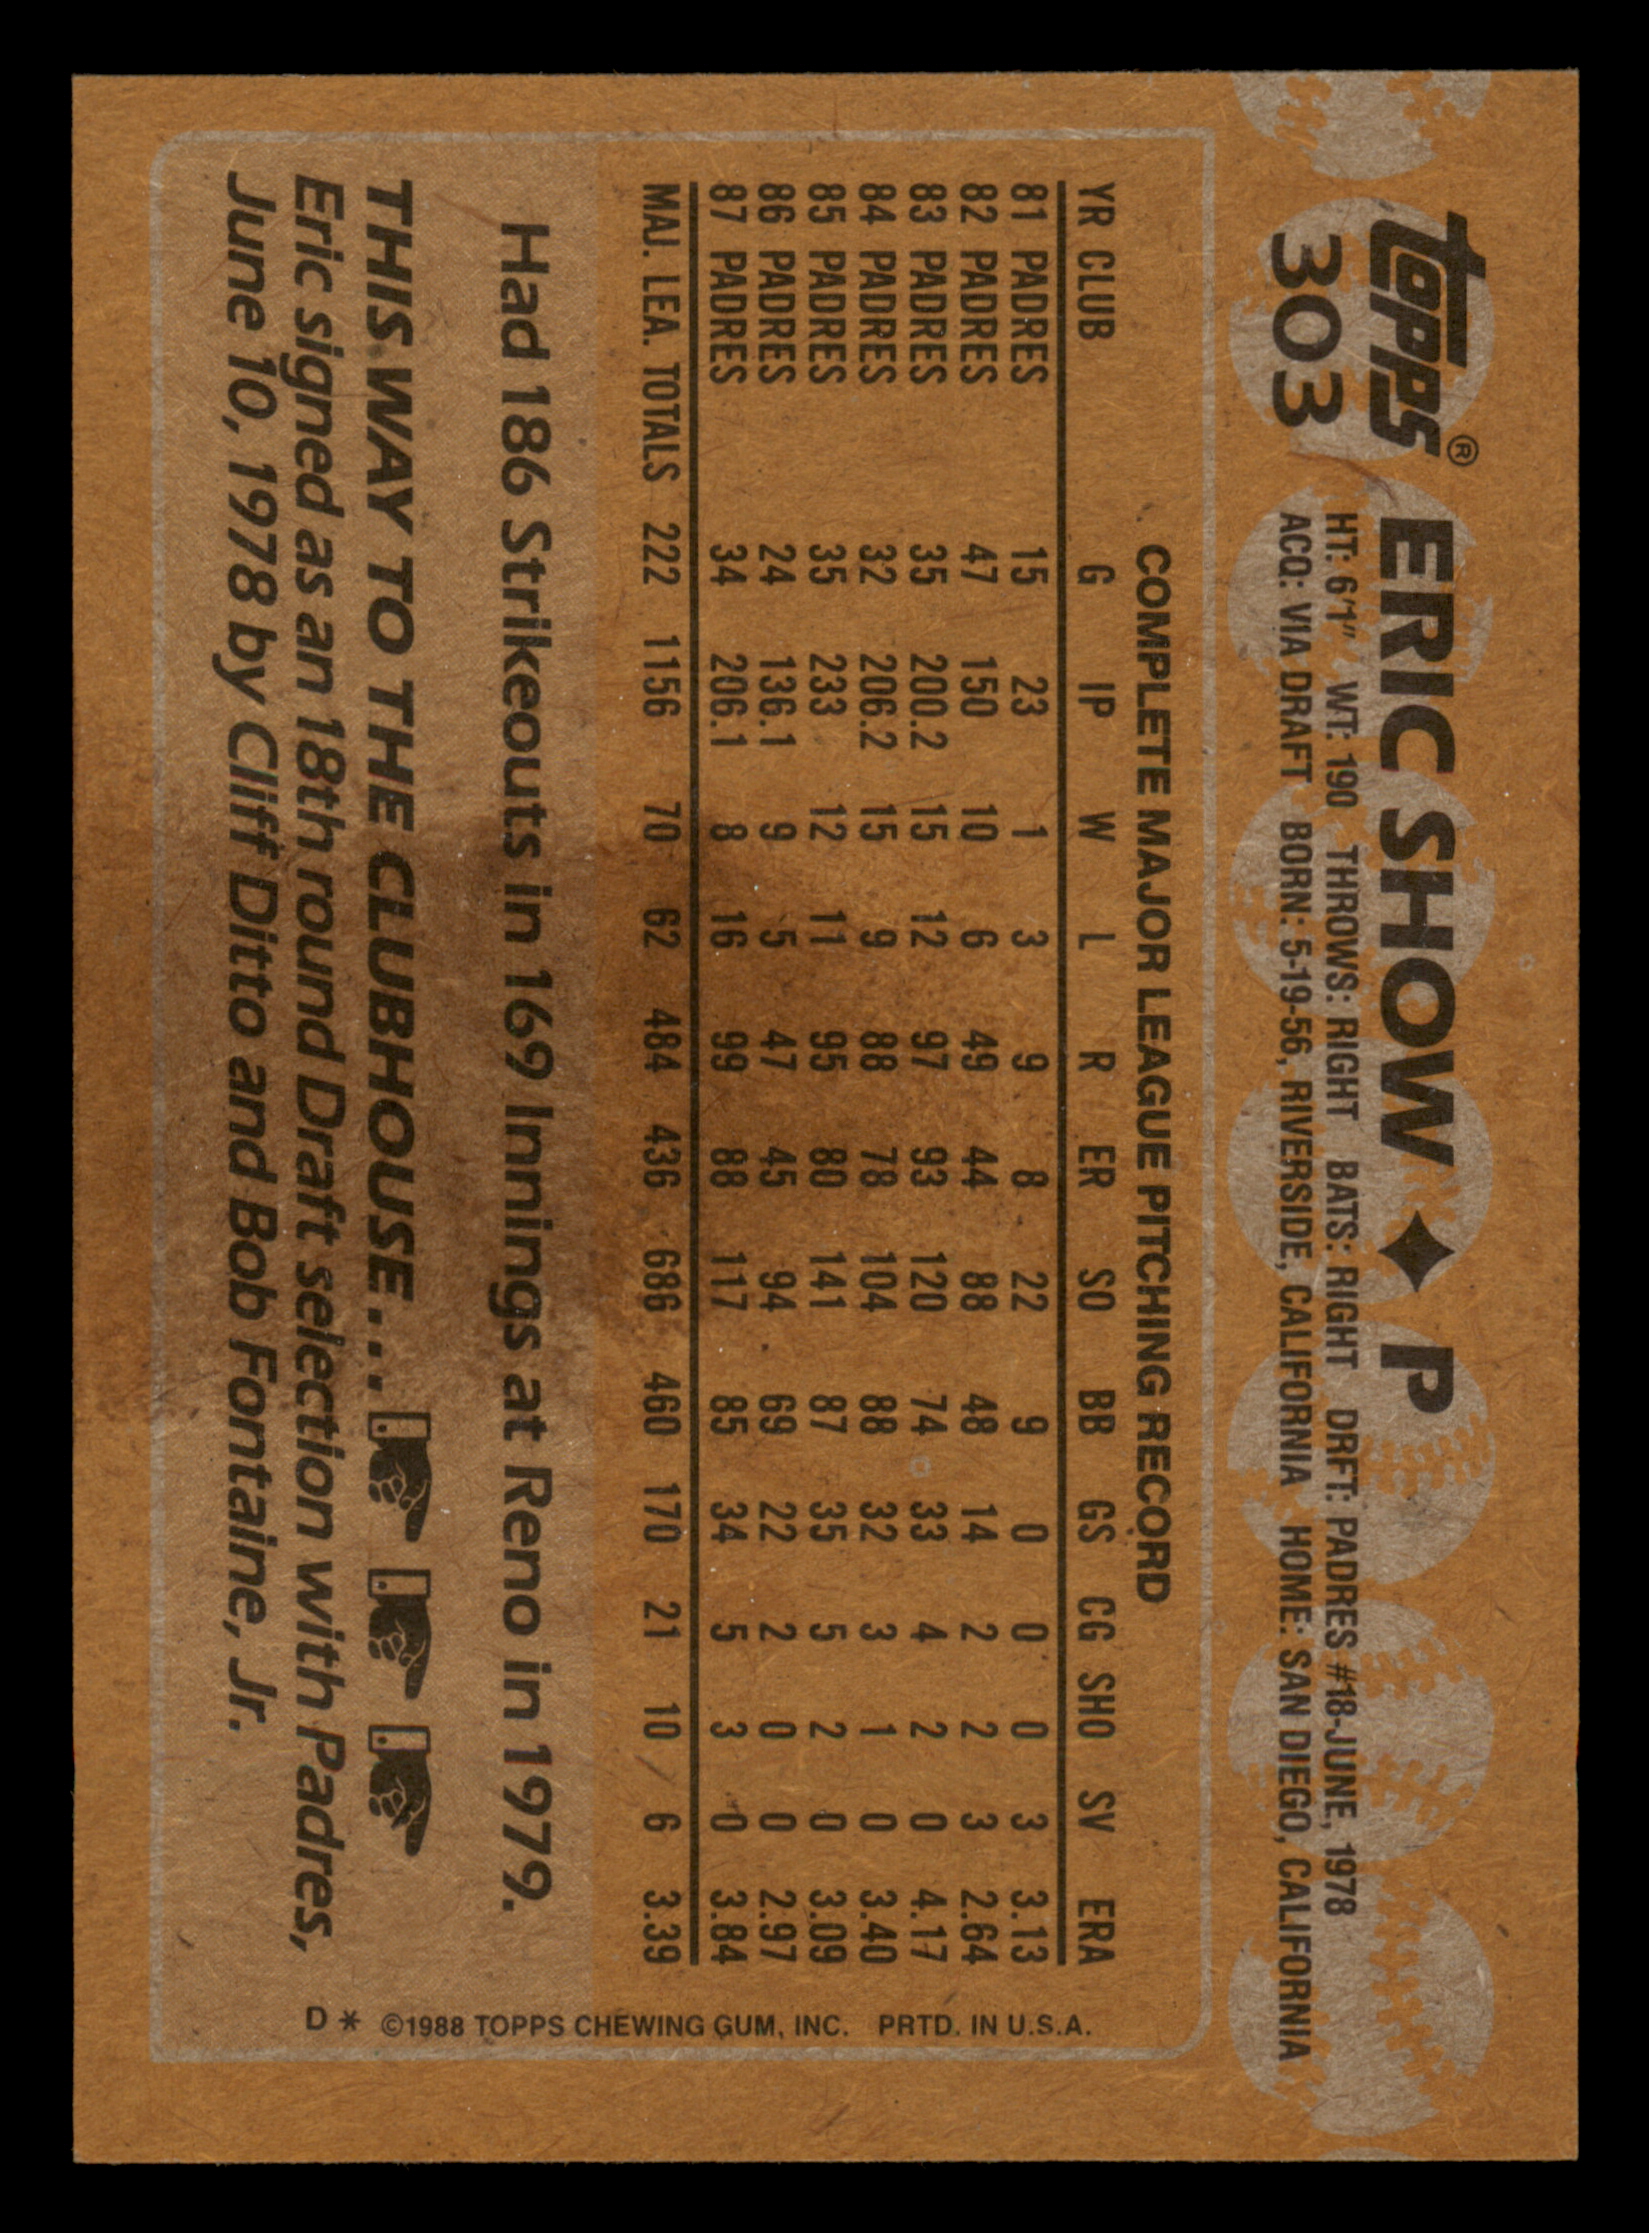 Topps®
303
ERIC SHOW ✦ P
HT: 6'1" WT: 190 THROWS: RIGHT BATS: RIGHT DRFT: PADRES #18-JUNE, 1978
ACQ: VIA DRAFT BORN: 5-19-56, RIVERSIDE, CALIFORNIA HOME: SAN DIEGO, CALIFORNIA
COMPLETE MAJOR LEAGUE PITCHING RECORD
YR CLUB G IP W L R ER SO BB GS CG SHO SV ERA
81 PADRES 15 23 1 3 9 8 22 9 0 0 0 3 3.13
82 PADRES 47 150 10 6 49 44 88 48 14 2 2 3 2.64
83 PADRES 35 200.2 15 12 97 93 120 74 33 4 2 0 4.17
84 PADRES 32 206.2 15 9 88 78 104 88 32 3 1 0 3.40
85 PADRES 35 233 12 11 95 80 141 87 35 5 2 0 3.09
86 PADRES 24 136.1 9 5 47 45 94 69 22 2 0 0 2.97
87 PADRES 34 206.1 8 16 99 88 117 85 34 5 3 0 3.84
MAJ. LEA. TOTALS 222 1156 70 62 484 436 686 460 170 21 10 6 3.39
Had 186 Strikeouts in 169 Innings at Reno in 1979.
THIS WAY TO THE CLUBHOUSE...
Eric signed as an 18th round Draft selection with Padres,
June 10, 1978 by Cliff Ditto and Bob Fontaine, Jr.
D * ©1988 TOPPS CHEWING GUM, INC. PRTD. IN U.S.A.